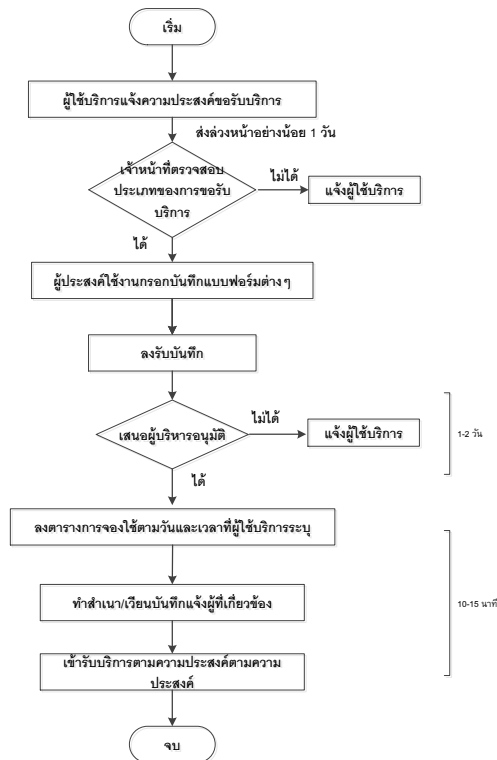 เริ่ม
ผู้ใช้บริการแจ้งความประสงค์ขอรับบริการ
ส่งล่วงหน้าอย่างน้อย 1 วัน
เจ้าหน้าที่ตรวจสอบ
ประเภทของการขอรับ
บริการ
ไม่ได้
แจ้งผู้ใช้บริการ
ได้
ผู้ประสงค์ใช้งานกรอกบันทึกแบบฟอร์มต่างๆ
ลงรับบันทึก
เสนอผู้บริหารอนุมัติ
ไม่ได้
แจ้งผู้ใช้บริการ
1-2 วัน
ได้
ลงตารางการจองใช้ตามวันและเวลาที่ผู้ใช้บริการระบุ
ทำสำเนา/เวียนบันทึกแจ้งผู้ที่เกี่ยวข้อง
10-15 นาที
เข้ารับบริการตามความประสงค์ตามความ
ประสงค์
จบ